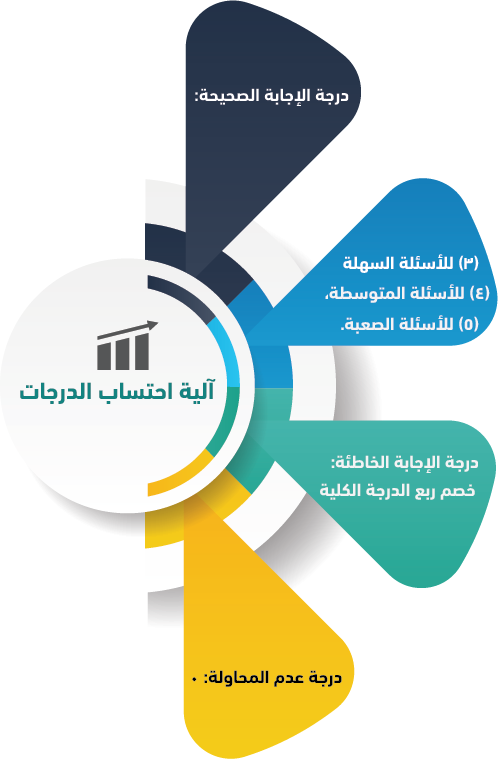 درجة الإجابة الصحيحة:
(٣) للأسئلة السهلة
(٤) للأسئلة المتوسطة،
(٥) للأسئلة الصعبة.
آلية احتساب الدرجات
درجة الإجابة الخاطئة:
خصم ربع الدرجة الكلية
درجة عدم المحاولة: ٠